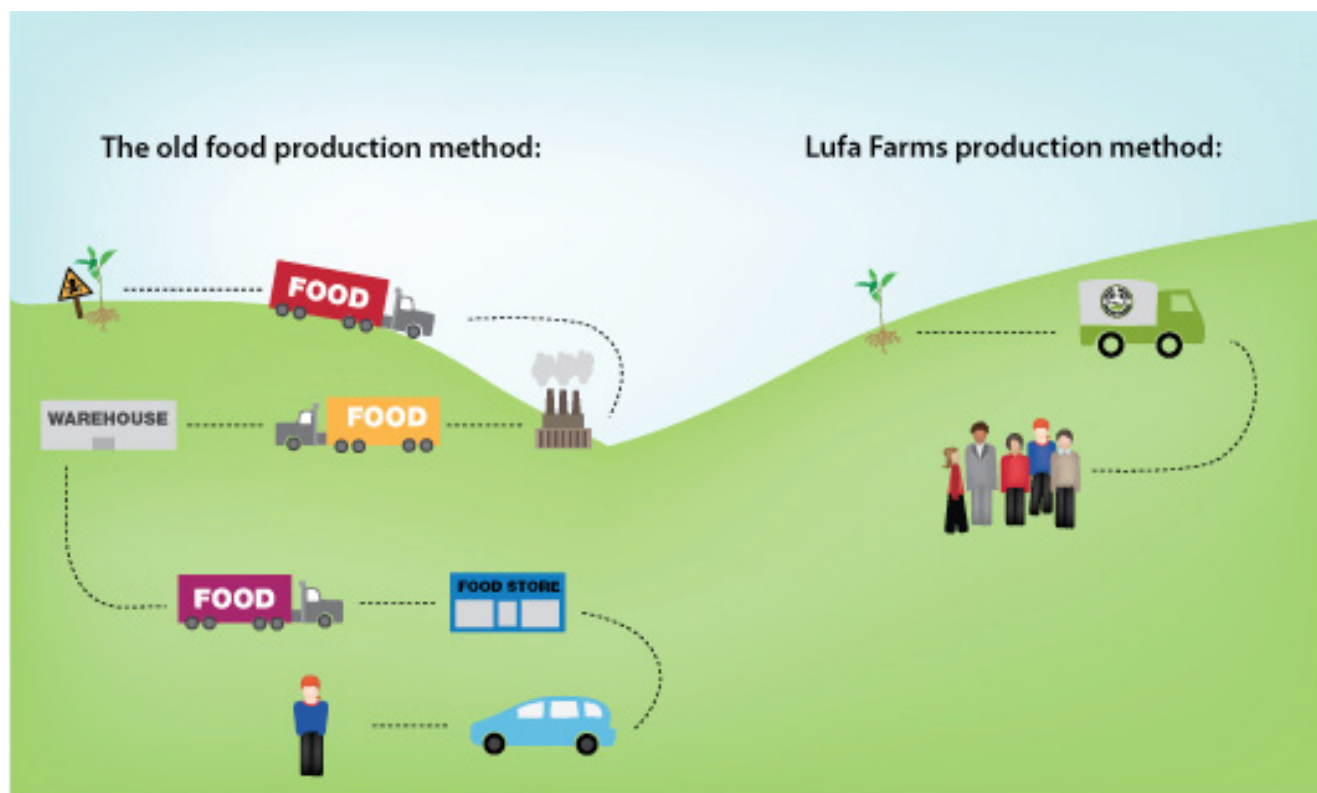 The old food production method:
Lufa Farms production method:
FOOD
WAREHOUSE
FOOD
FOOD
FOOD STORE